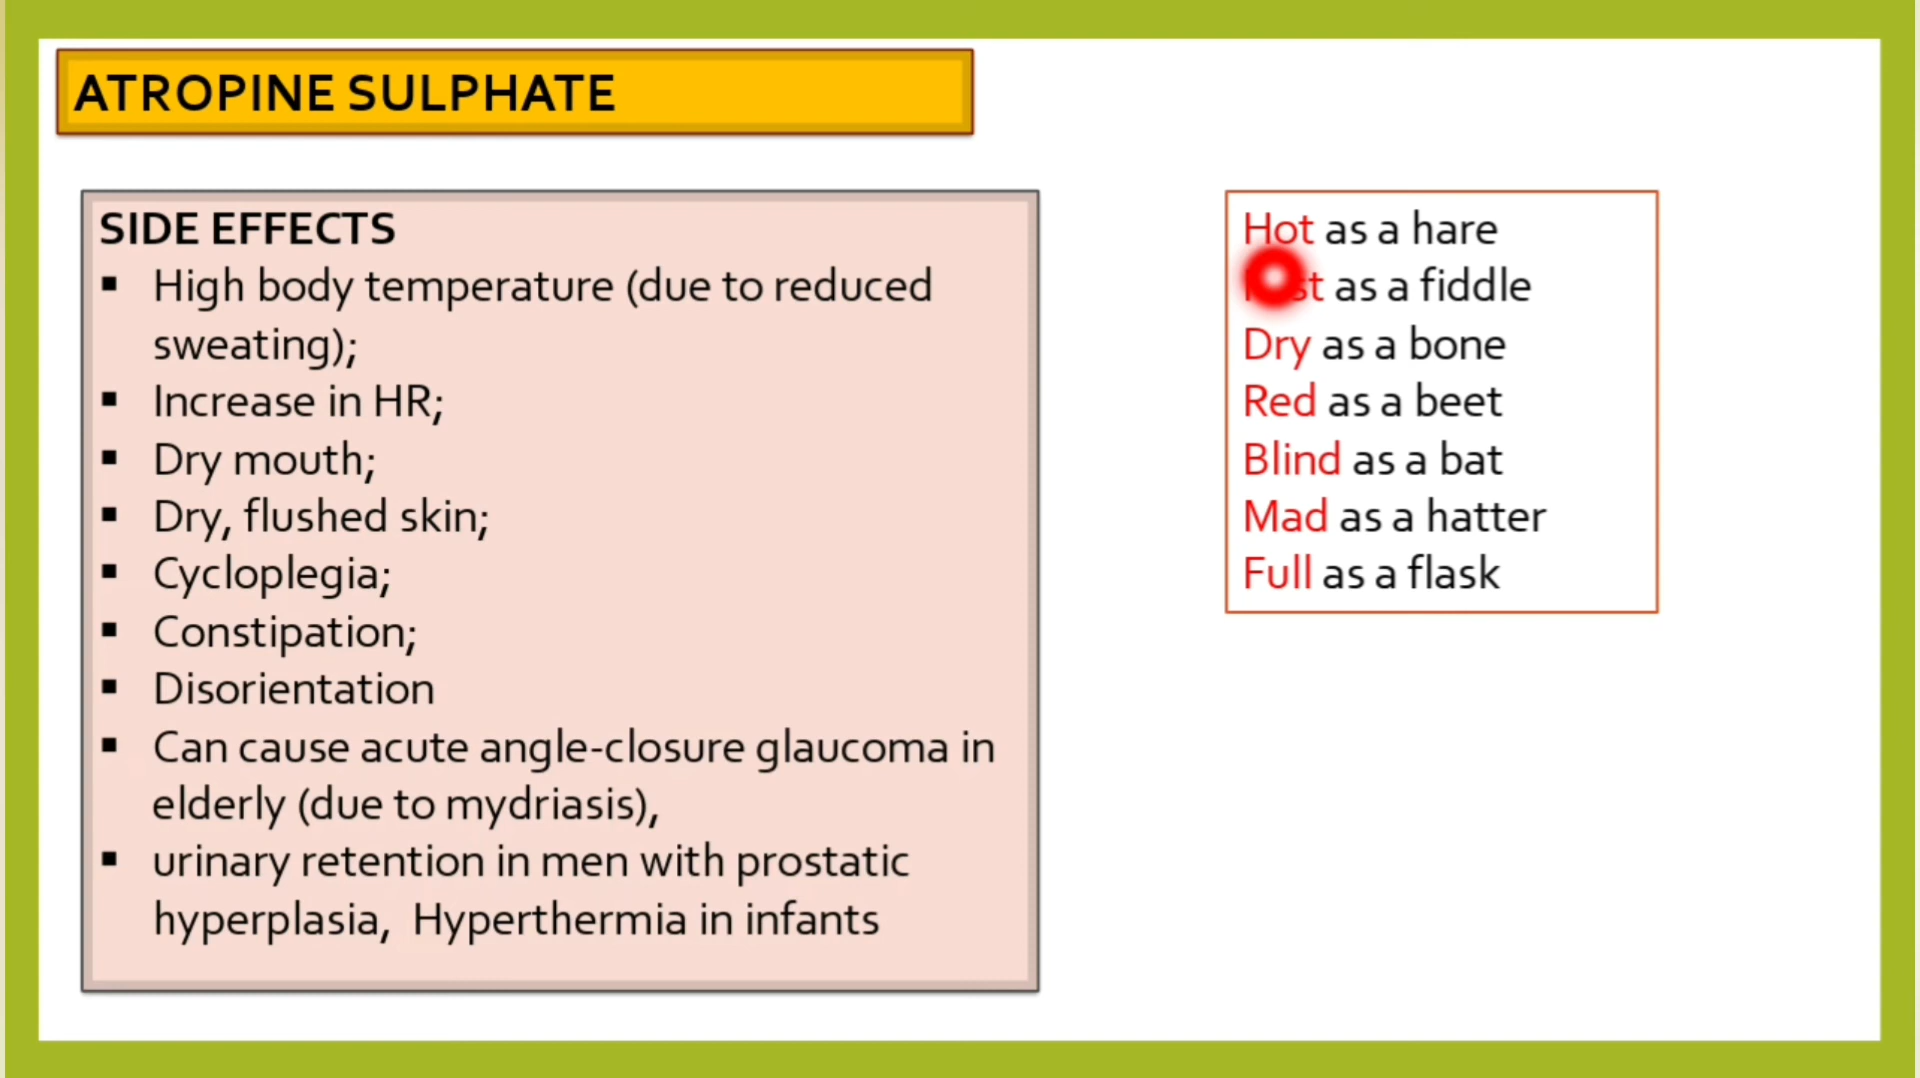 ATROPINE SULPHATE
SIDE EFFECTS
▪ High body temperature (due to reduced
sweating);
▪ Increase in HR;
▪ Dry mouth;
▪ Dry, flushed skin;
▪ Cycloplegia;
▪ Constipation;
▪ Disorientation
▪ Can cause acute angle-closure glaucoma in
elderly (due to mydriasis),
▪ urinary retention in men with prostatic
hyperplasia, Hyperthermia in infants
Hot as a hare
as a fiddle
Dry as a bone
Red as a beet
Blind as a bat
Mad as a hatter
Full as a flask